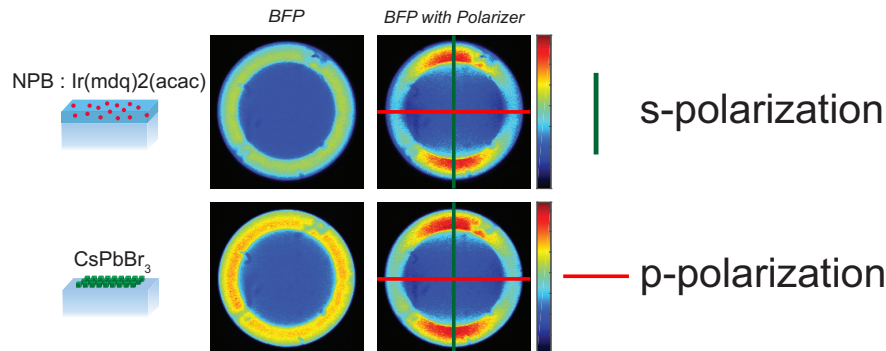 BFP
BFP with Polarizer
NPB : Ir(mdq)2(acac)
s-polarization
CsPbBr3
p-polarization